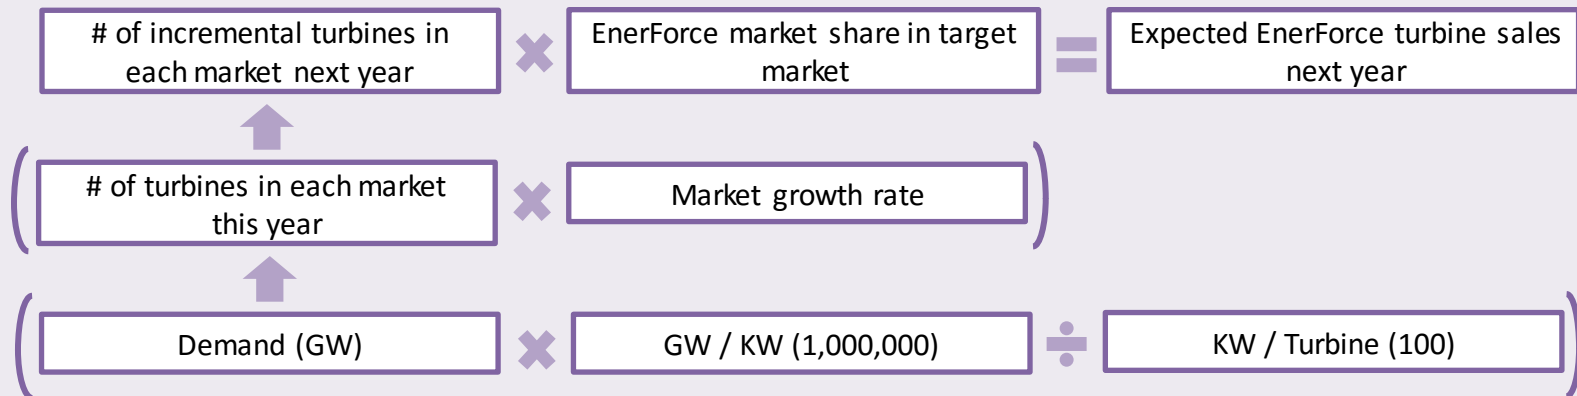 # of incremental turbines in
each market next year
EnerForce market share in target
market
Expected EnerForce turbine sales
next year
# of turbines in each market
this year
Market growth rate
Demand (GW)
GW / KW (1,000,000)
KW / Turbine (100)